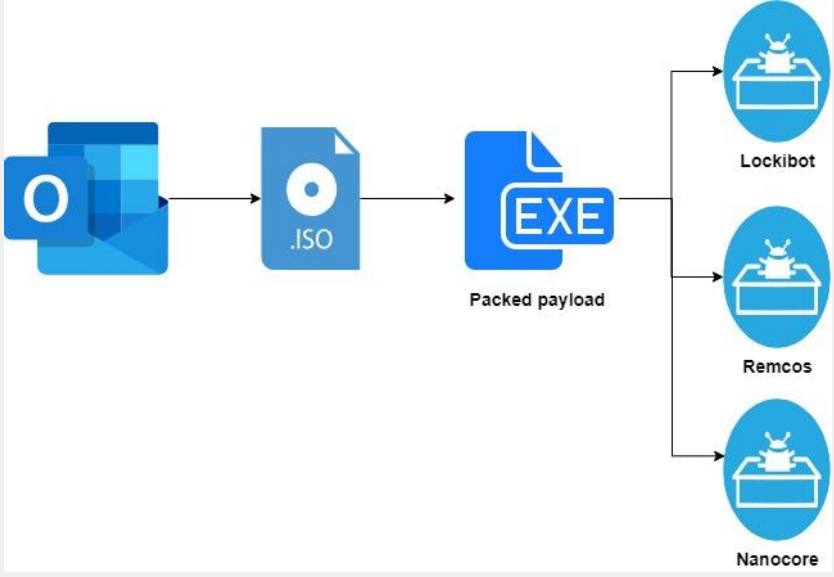 O
.ISO
EXE
Packed payload
Lockibot
Remcos
Nanocore